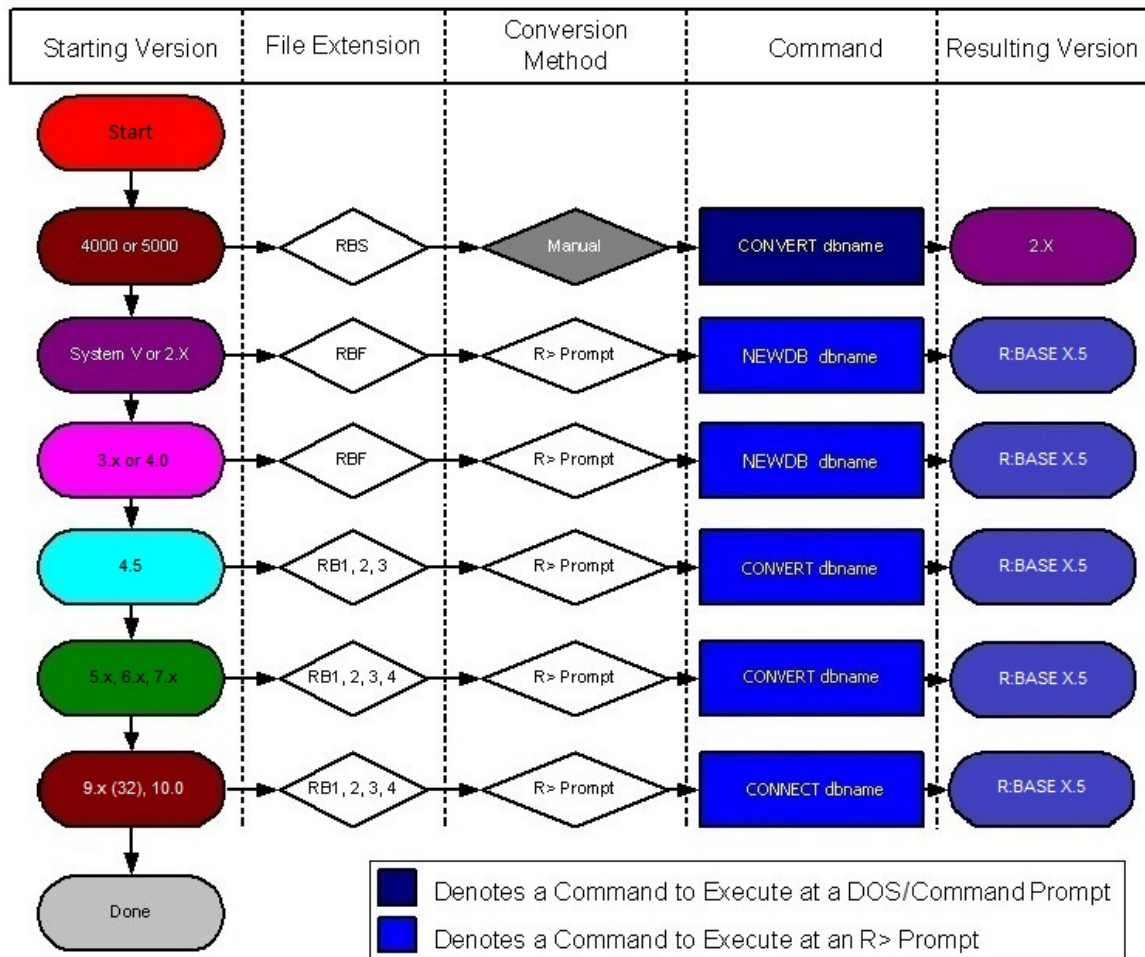 Starting Version
File Extension
Conversion
Method
Command
Resulting Version
Start
4000 or 5000
RBS
Manual
CONVERT dbname
2.X
System V or 2.X
RBF
R> Prompt
NEWDB dbname
R:BASE X.5
3.x or 4.0
RBF
R> Prompt
NEWDB dbname
R:BASE X.5
4.5
RB1, 2, 3
R> Prompt
CONVERT dbname
R:BASE X.5
5.x, 6.x, 7.x
RB1, 2, 3, 4
R> Prompt
CONVERT dbname
R:BASE X.5
9.x (32), 10.0
RB1, 2, 3, 4
R> Prompt
CONNECT dbname
R:BASE X.5
Done
Denotes a Command to Execute at a DOS/Command Prompt
Denotes a Command to Execute at an R> Prompt